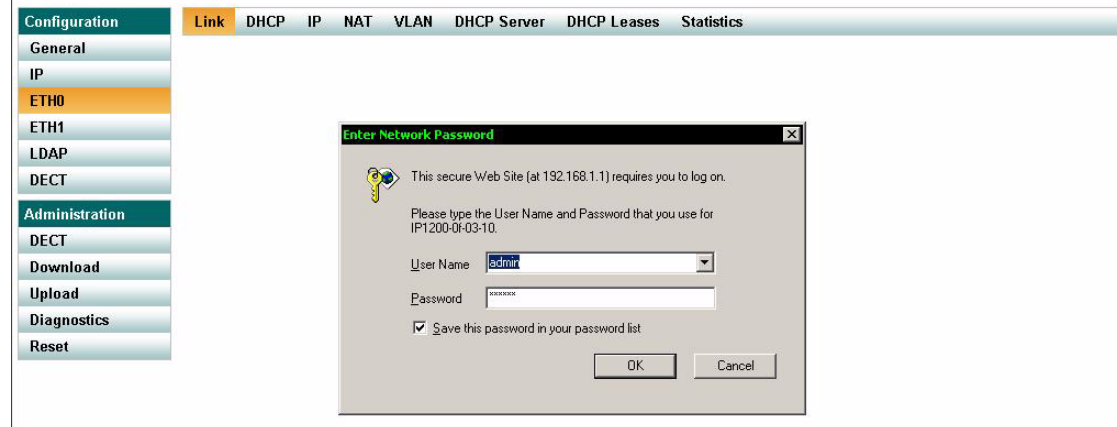 Configuration
General
IP
ETH0
ETH1
LDAP
DECT
Administration
DECT
Download
Upload
Diagnostics
Reset
Link DHCP IP NAT VLAN DHCP Server DHCP Leases Statistics
Enter Network Password
This secure Web Site (at 192.168.1.1) requires you to log on.
Please type the User Name and Password that you use for
IP1200-0f-03-10.
User Name admin
Password xxxxxx
Save this password in your password list
OK Cancel